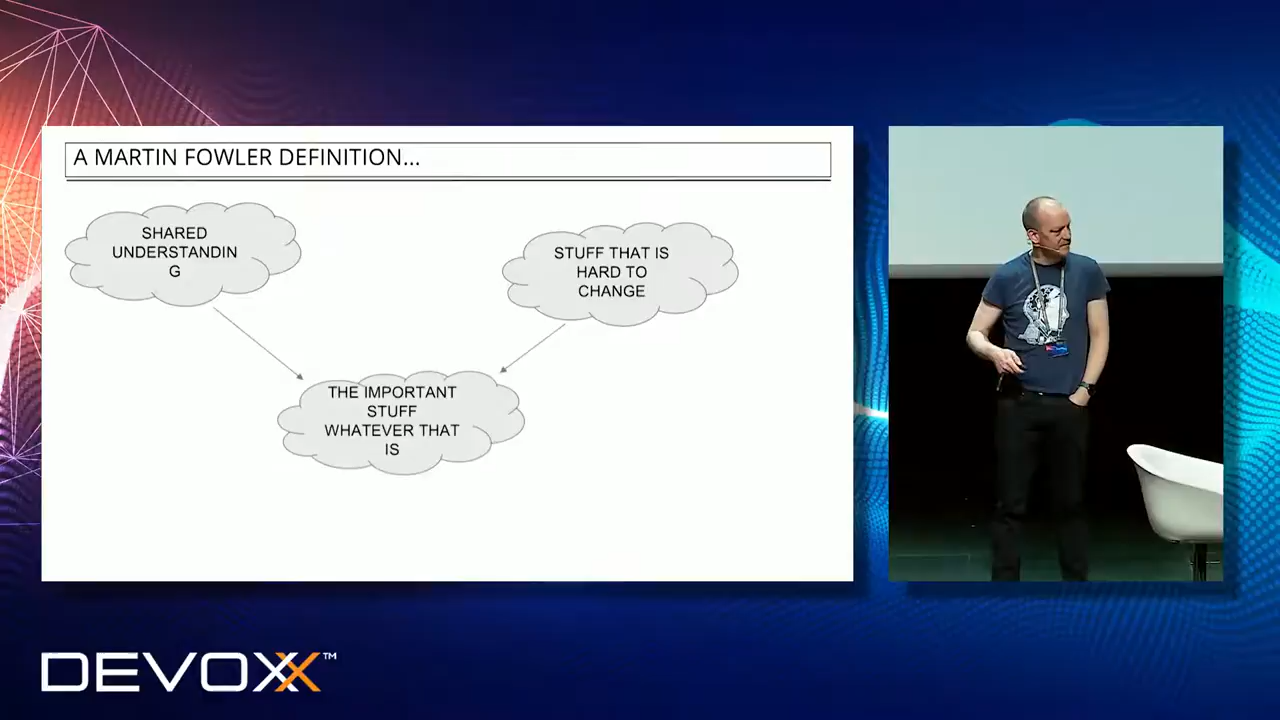 A MARTIN FOWLER DEFINITION...
SHARED
UNDERSTANDIN
G
STUFF THAT IS
HARD TO
CHANGE
THE IMPORTANT
STUFF
WHATEVER THAT
IS
DEVOXX™